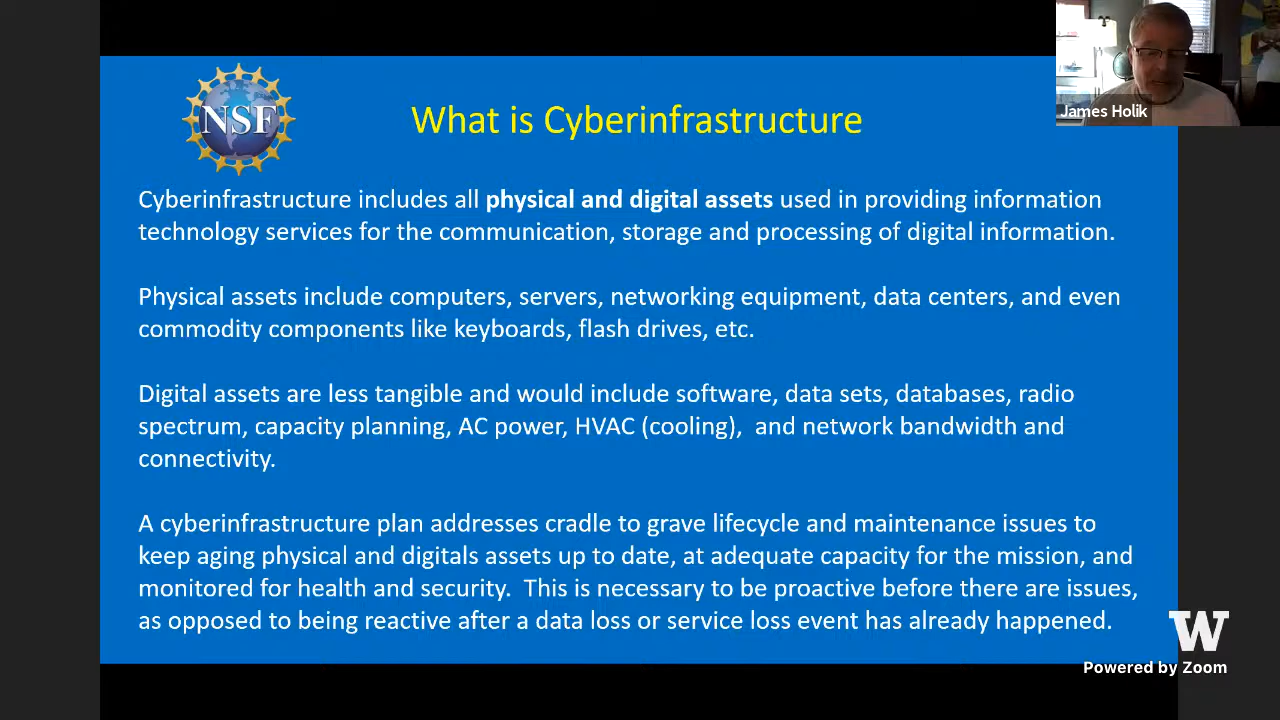 NSF
What is Cyberinfrastructure
James Holik
Cyberinfrastructure includes all physical and digital assets used in providing information
technology services for the communication, storage and processing of digital information.
Physical assets include computers, servers, networking equipment, data centers, and even
commodity components like keyboards, flash drives, etc.
Digital assets are less tangible and would include software, data sets, databases, radio
spectrum, capacity planning, AC power, HVAC (cooling),  and network bandwidth and
connectivity.
A cyberinfrastructure plan addresses cradle to grave lifecycle and maintenance issues to
keep aging physical and digitals assets up to date, at adequate capacity for the mission, and
monitored for health and security.  This is necessary to be proactive before there are issues,
as opposed to being reactive after a data loss or service loss event has already happened.
W
Powered by Zoom